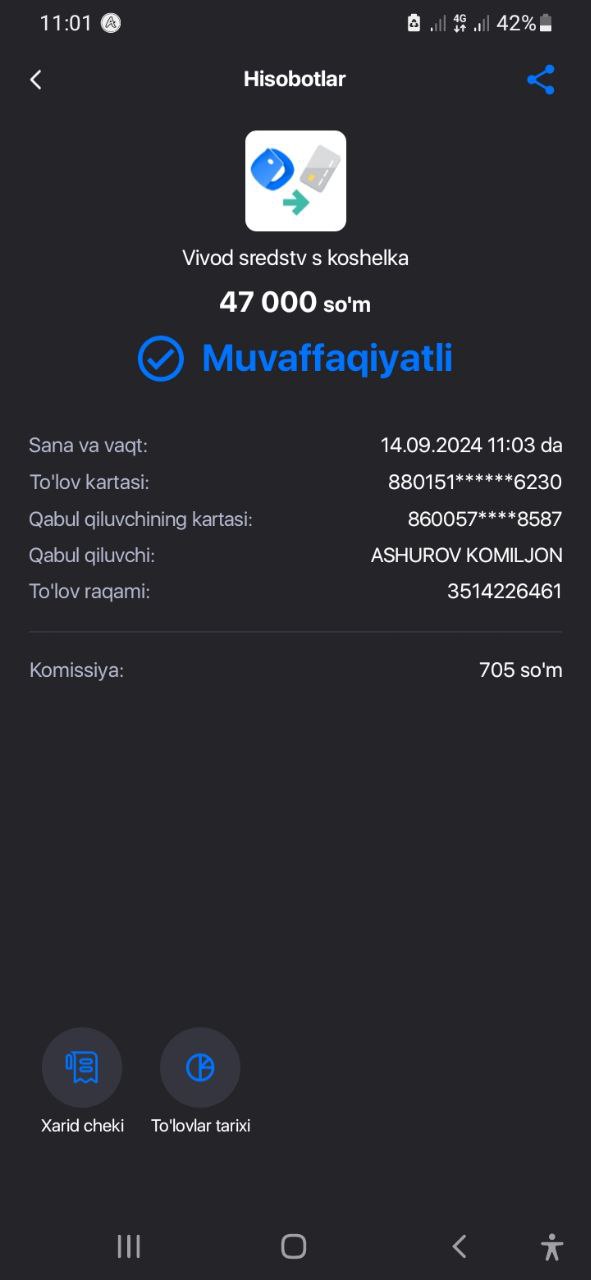 11:01 4G 42%
Hisobotlar
Vivod sredstv s koshelka
47 000 so'm
Muvaffaqiyatli
Sana va vaqt: 14.09.2024 11:03 da
To'lov kartasi: 880151******6230
Qabul qiluvchining kartasi: 860057****8587
Qabul qiluvchi: ASHUROV KOMILJON
To'lov raqami: 3514226461
Komissiya: 705 so'm
Xarid cheki To'lovlar tarixi